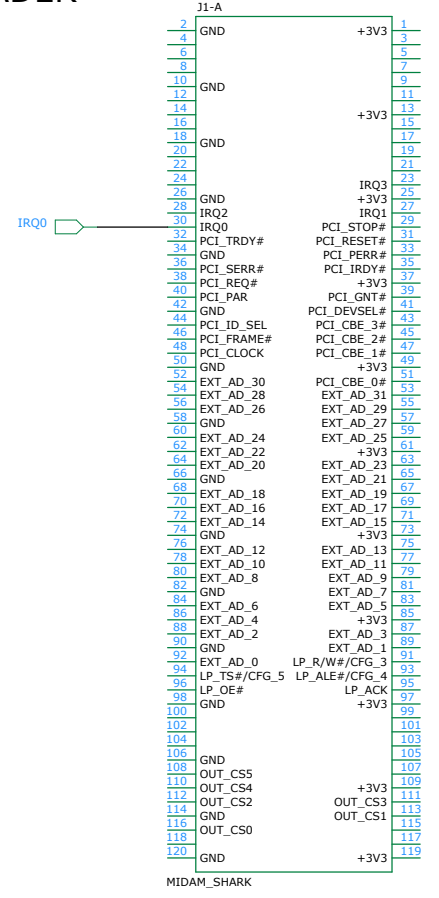 J1-A
2 GND +3V3 1
4 3
6 5
8 7
10 GND 9
12 11
14 +3V3 13
16 15
18 GND 17
20 19
22 21
24 IRQ3 23
26 GND +3V3 25
28 IRQ2 IRQ1 27
IRQ0 30 IRQ0 PCI_STOP# 29
32 PCI_TRDY# PCI_RESET# 31
34 GND PCI_PERR# 33
36 PCI_SERR# PCI_IRDY# 35
38 PCI_REQ# +3V3 37
40 PCI_PAR PCI_GNT# 39
42 GND PCI_DEVSEL# 41
44 PCI_ID_SEL PCI_CBE_3# 43
46 PCI_FRAME# PCI_CBE_2# 45
48 PCI_CLOCK PCI_CBE_1# 47
50 GND +3V3 49
52 EXT_AD_30 PCI_CBE_0# 51
54 EXT_AD_28 EXT_AD_31 53
56 EXT_AD_26 EXT_AD_29 55
58 GND EXT_AD_27 57
60 EXT_AD_24 EXT_AD_25 59
62 EXT_AD_22 +3V3 61
64 EXT_AD_20 EXT_AD_23 63
66 GND EXT_AD_21 65
68 EXT_AD_18 EXT_AD_19 67
70 EXT_AD_16 EXT_AD_17 69
72 EXT_AD_14 EXT_AD_15 71
74 GND +3V3 73
76 EXT_AD_12 EXT_AD_13 75
78 EXT_AD_10 EXT_AD_11 77
80 EXT_AD_8 EXT_AD_9 79
82 GND EXT_AD_7 81
84 EXT_AD_6 EXT_AD_5 83
86 EXT_AD_4 +3V3 85
88 EXT_AD_2 EXT_AD_3 87
90 GND EXT_AD_1 89
92 EXT_AD_0 LP_R/W#/CFG_3 91
94 LP_TS#/CFG_5 LP_ALE#/CFG_4 93
96 LP_OE# LP_ACK 95
98 GND +3V3 97
100 99
102 101
104 103
106 GND 105
108 OUT_CS5 107
110 OUT_CS4 +3V3 109
112 OUT_CS2 OUT_CS3 111
114 GND OUT_CS1 113
116 OUT_CS0 115
118 117
120 GND +3V3 119
MIDAM_SHARK